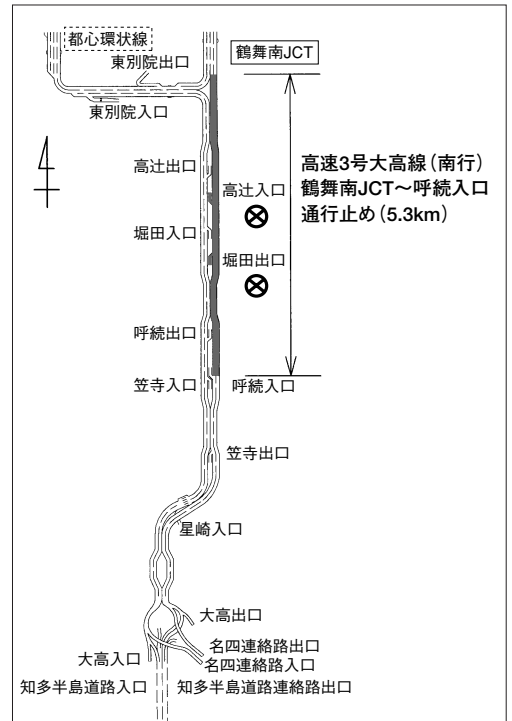 都心環状線
鶴舞南JCT
東別院出口
東別院入口
高速3号大高線（南行）
鶴舞南JCT～呼続入口
通行止め（5.3km）
高辻出口
高辻入口
堀田入口
堀田出口
呼続出口
笠寺入口
呼続入口
笠寺出口
星崎入口
大高出口
名四連絡路出口
大高入口
名四連絡路入口
知多半島道路入口
知多半島道路連絡路出口